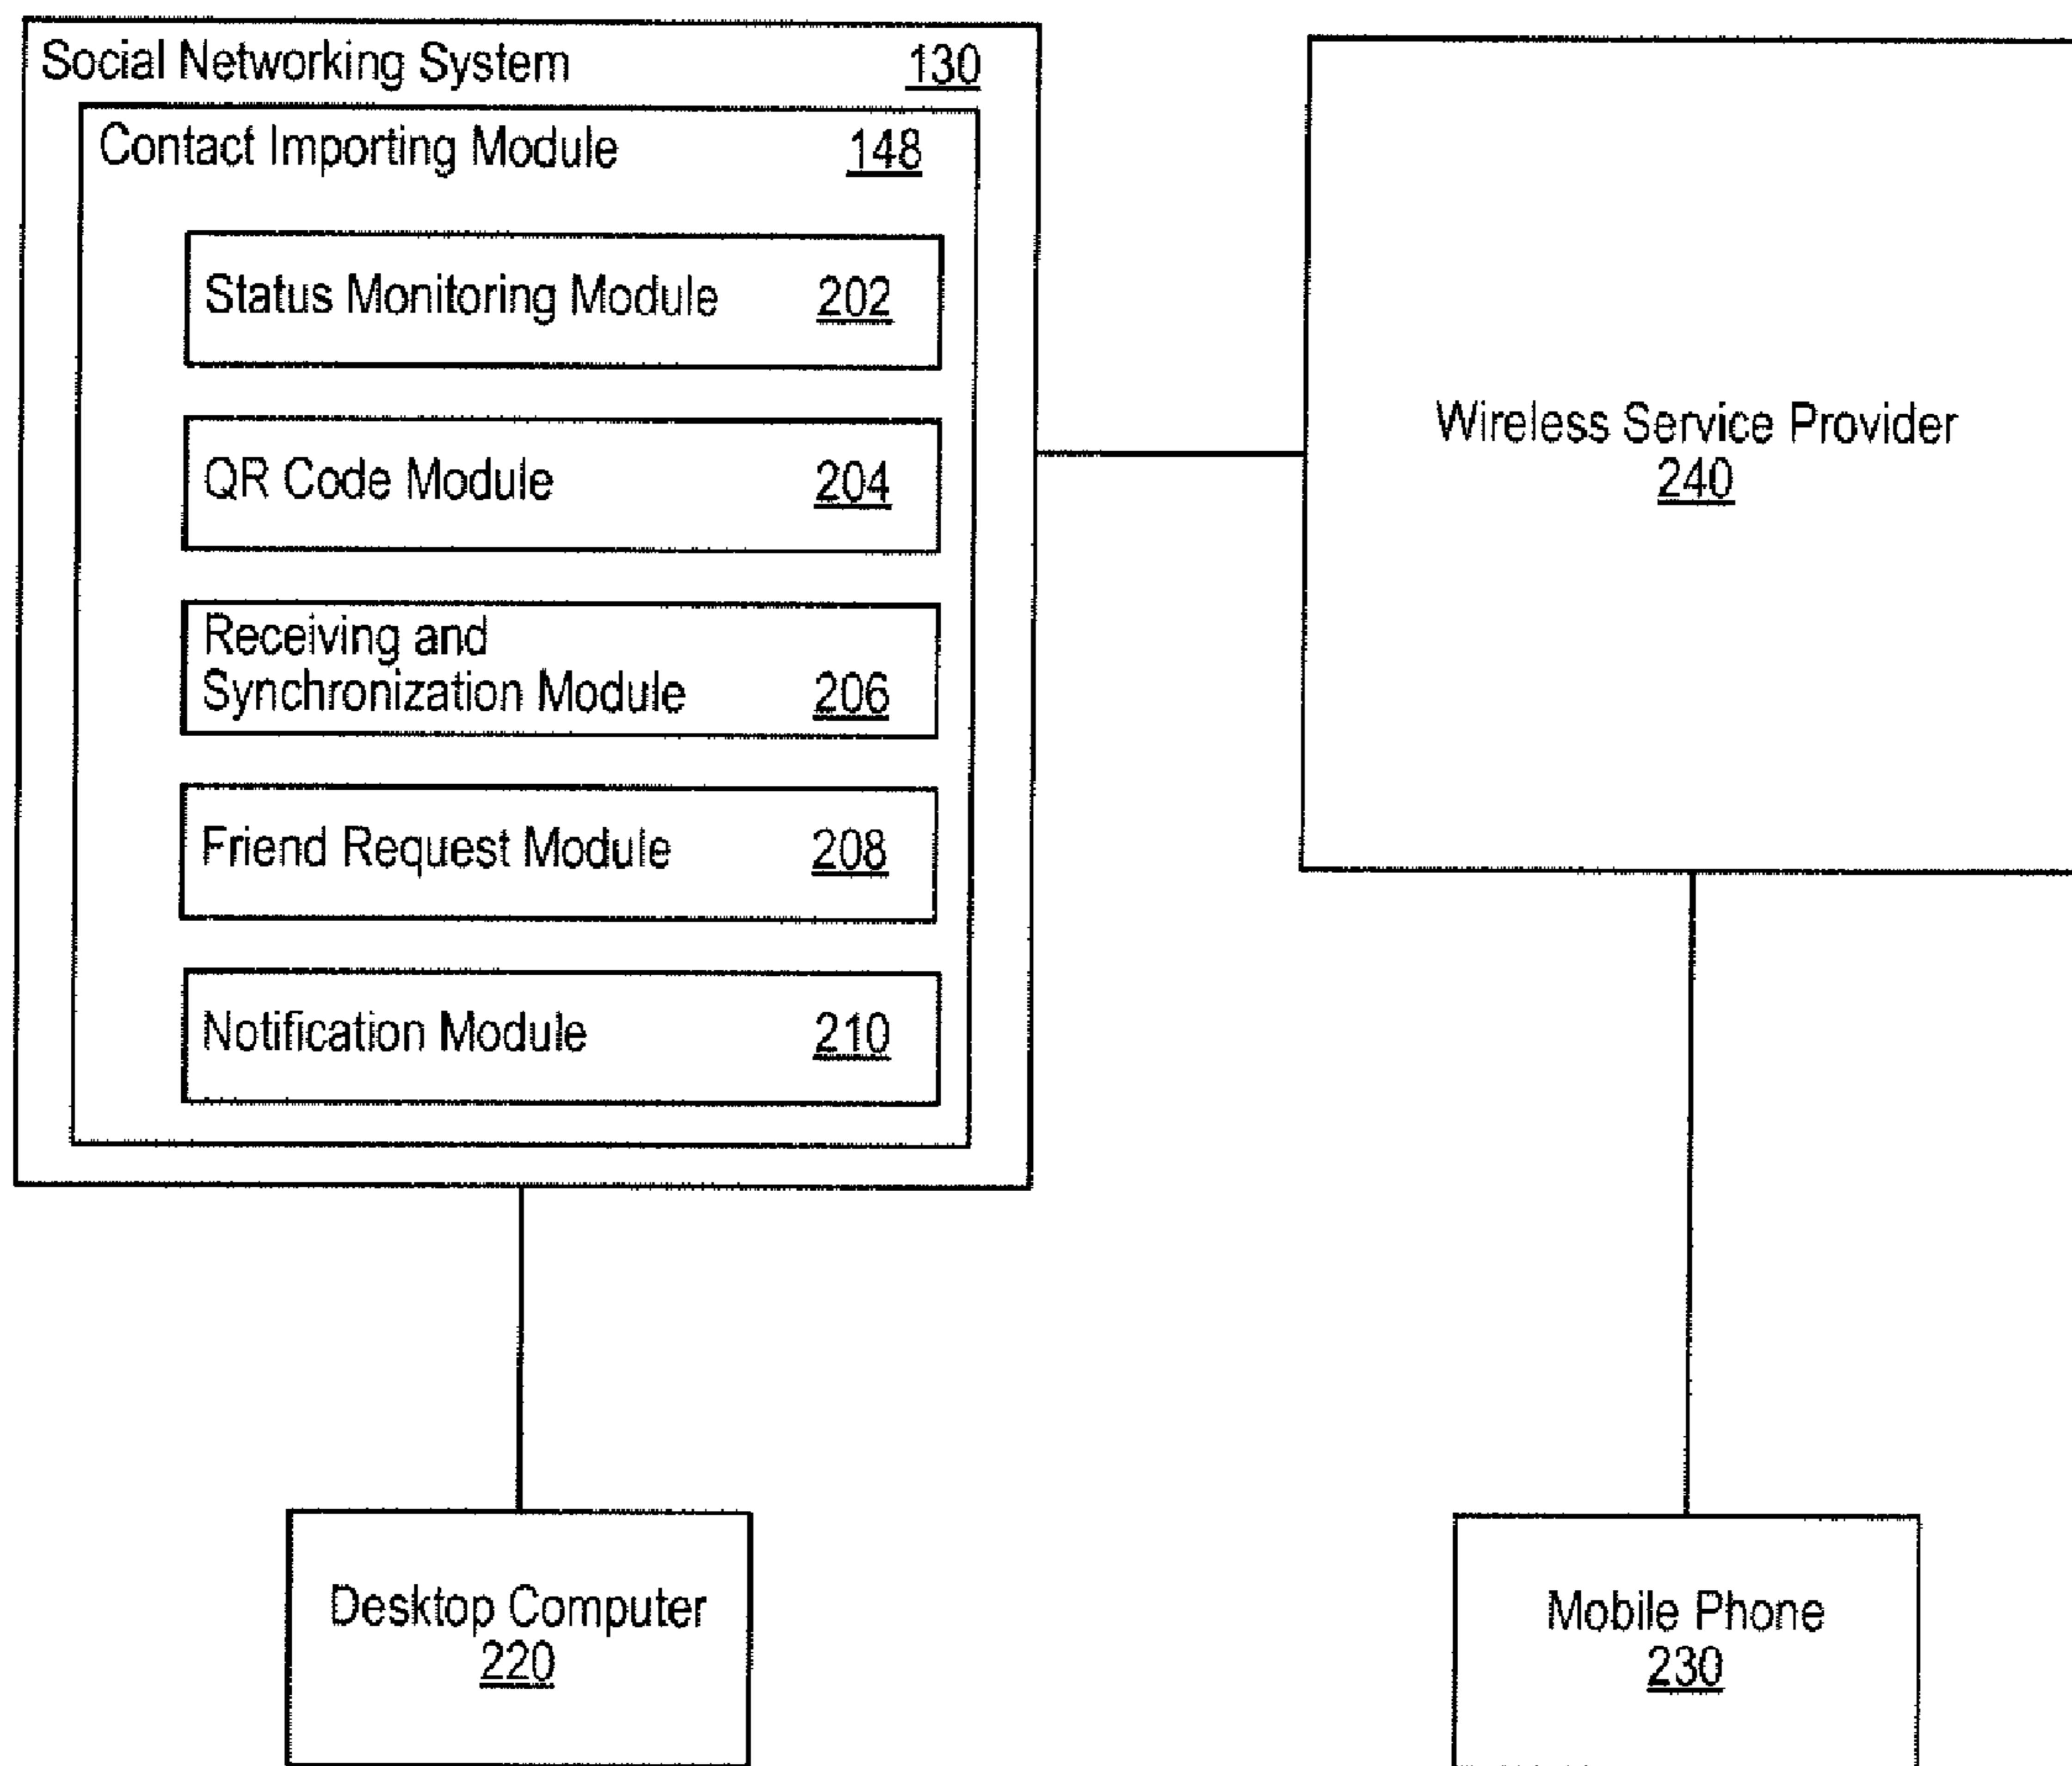 Social Networking System 130
Contact Importing Module 148
Status Monitoring Module 202
QR Code Module 204
Receiving and
Synchronization Module 206
Friend Request Module 208
Notification Module 210
Wireless Service Provider
240
Desktop Computer
220
Mobile Phone
230